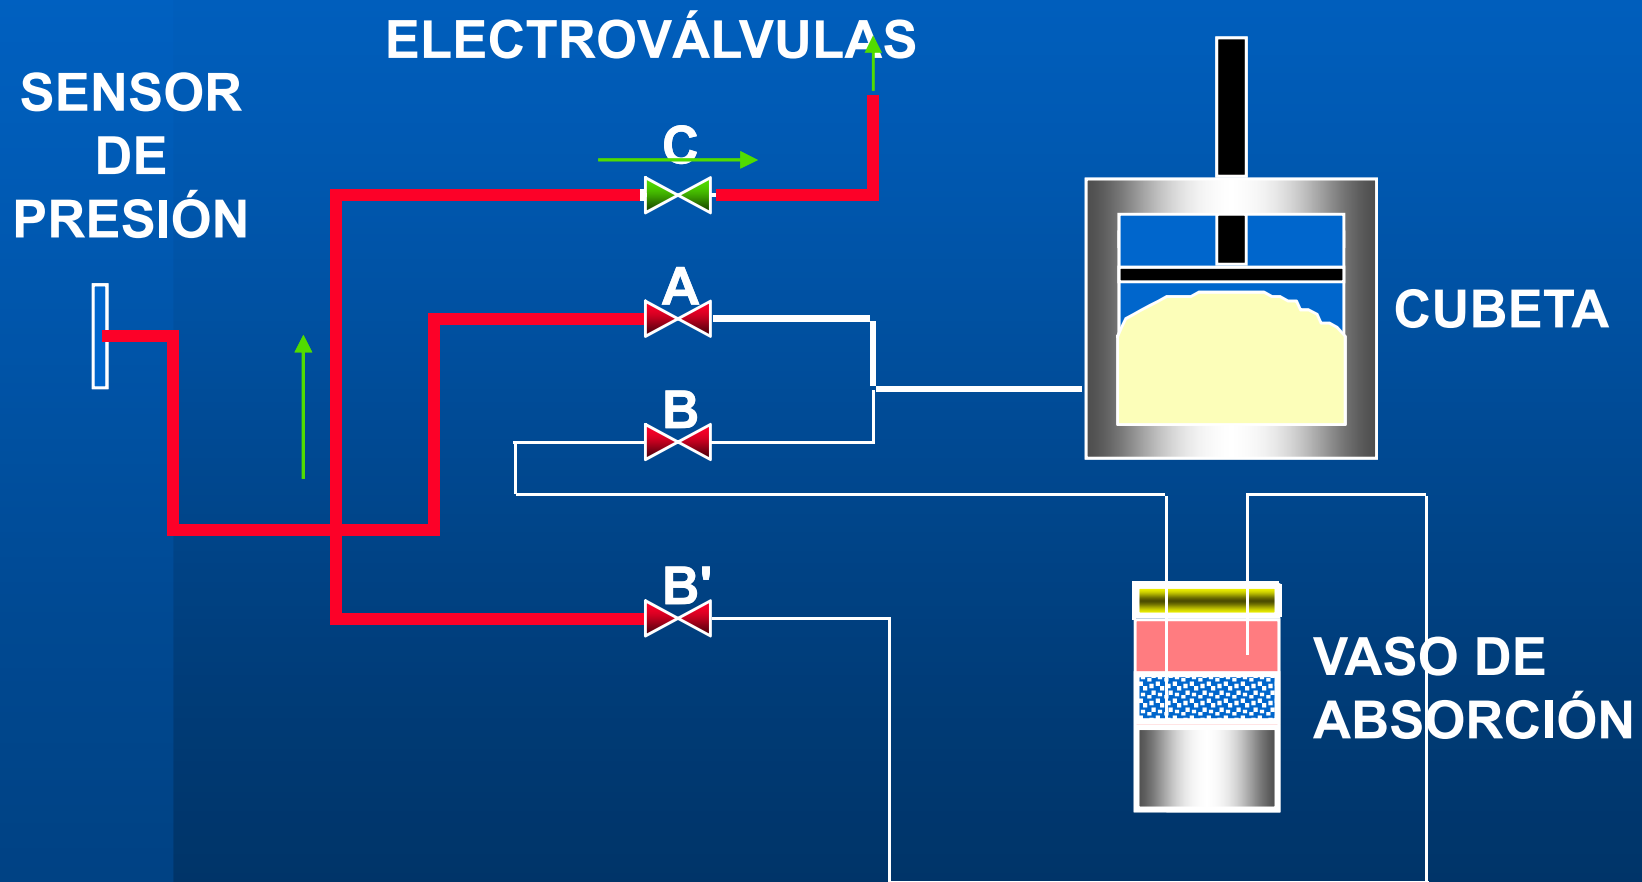 ELECTROVÁLVULAS
SENSOR
DE
PRESIÓN
C
A
CUBETA
B
B'
VASO DE
ABSORCIÓN